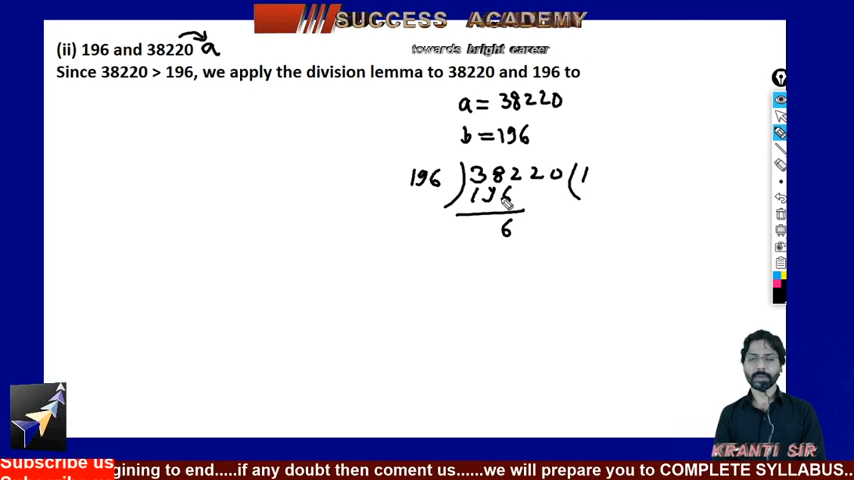 SUCCESS ACADEMY
towards bright career
(ii) 196 and 38220 a
Since 38220 > 196, we apply the division lemma to 38220 and 196 to
a = 38220
b = 196
196 ) 38220 ( 1
196
6
KRANTI SIR
Subscribe us
gining to end.....if any doubt then coment us......we will prepare you to COMPLETE SYLLABUS..